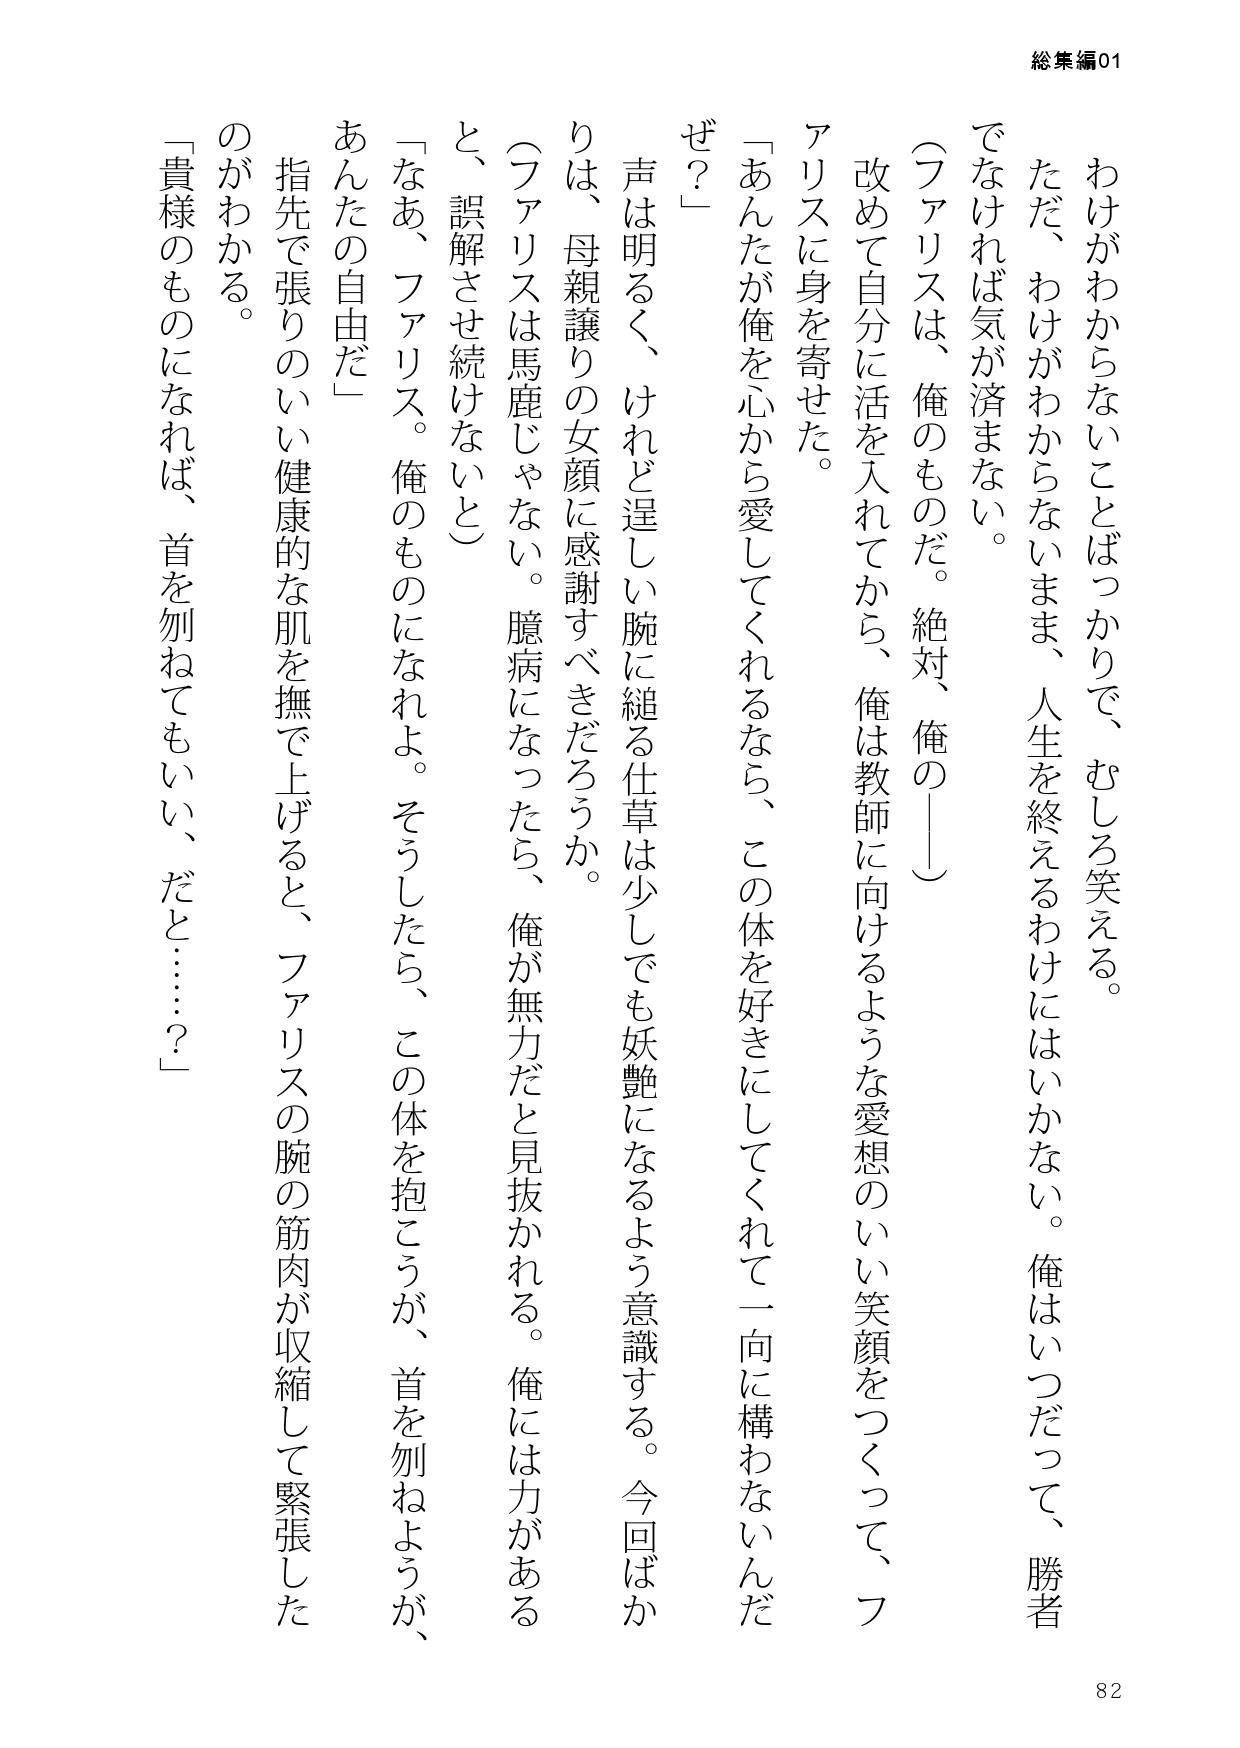 総集編01
わけがわからないことばっかりで、むしろ笑える。
ただ、わけがわからないまま、人生を終えるわけにはいかない。俺はいつだって、勝者
でなければ気が済まない。
（ファリスは、俺のものだ。絶対、俺の――）
改めて自分に活を入れてから、俺は教師に向けるような愛想のいい笑顔をつくって、フ
ァリスに身を寄せた。
「あんたが俺を心から愛してくれるなら、この体を好きにしてくれて一向に構わないんだ
ぜ？」
声は明るく、けれど逞しい腕に縋る仕草は少しでも妖艶になるよう意識する。今回ばか
りは、母親譲りの女顔に感謝すべきだろうか。
（ファリスは馬鹿じゃない。臆病になったら、俺が無力だと見抜かれる。俺には力がある
と、誤解させ続けないと）
「なあ、ファリス。俺のものになれよ。そうしたら、この体を抱こうが、首を刎ねようが、
あんたの自由だ」
指先で張りのいい健康的な肌を撫で上げると、ファリスの腕の筋肉が収縮して緊張した
のがわかる。
「貴様のものになれば、首を刎ねてもいい、だと……？」
82